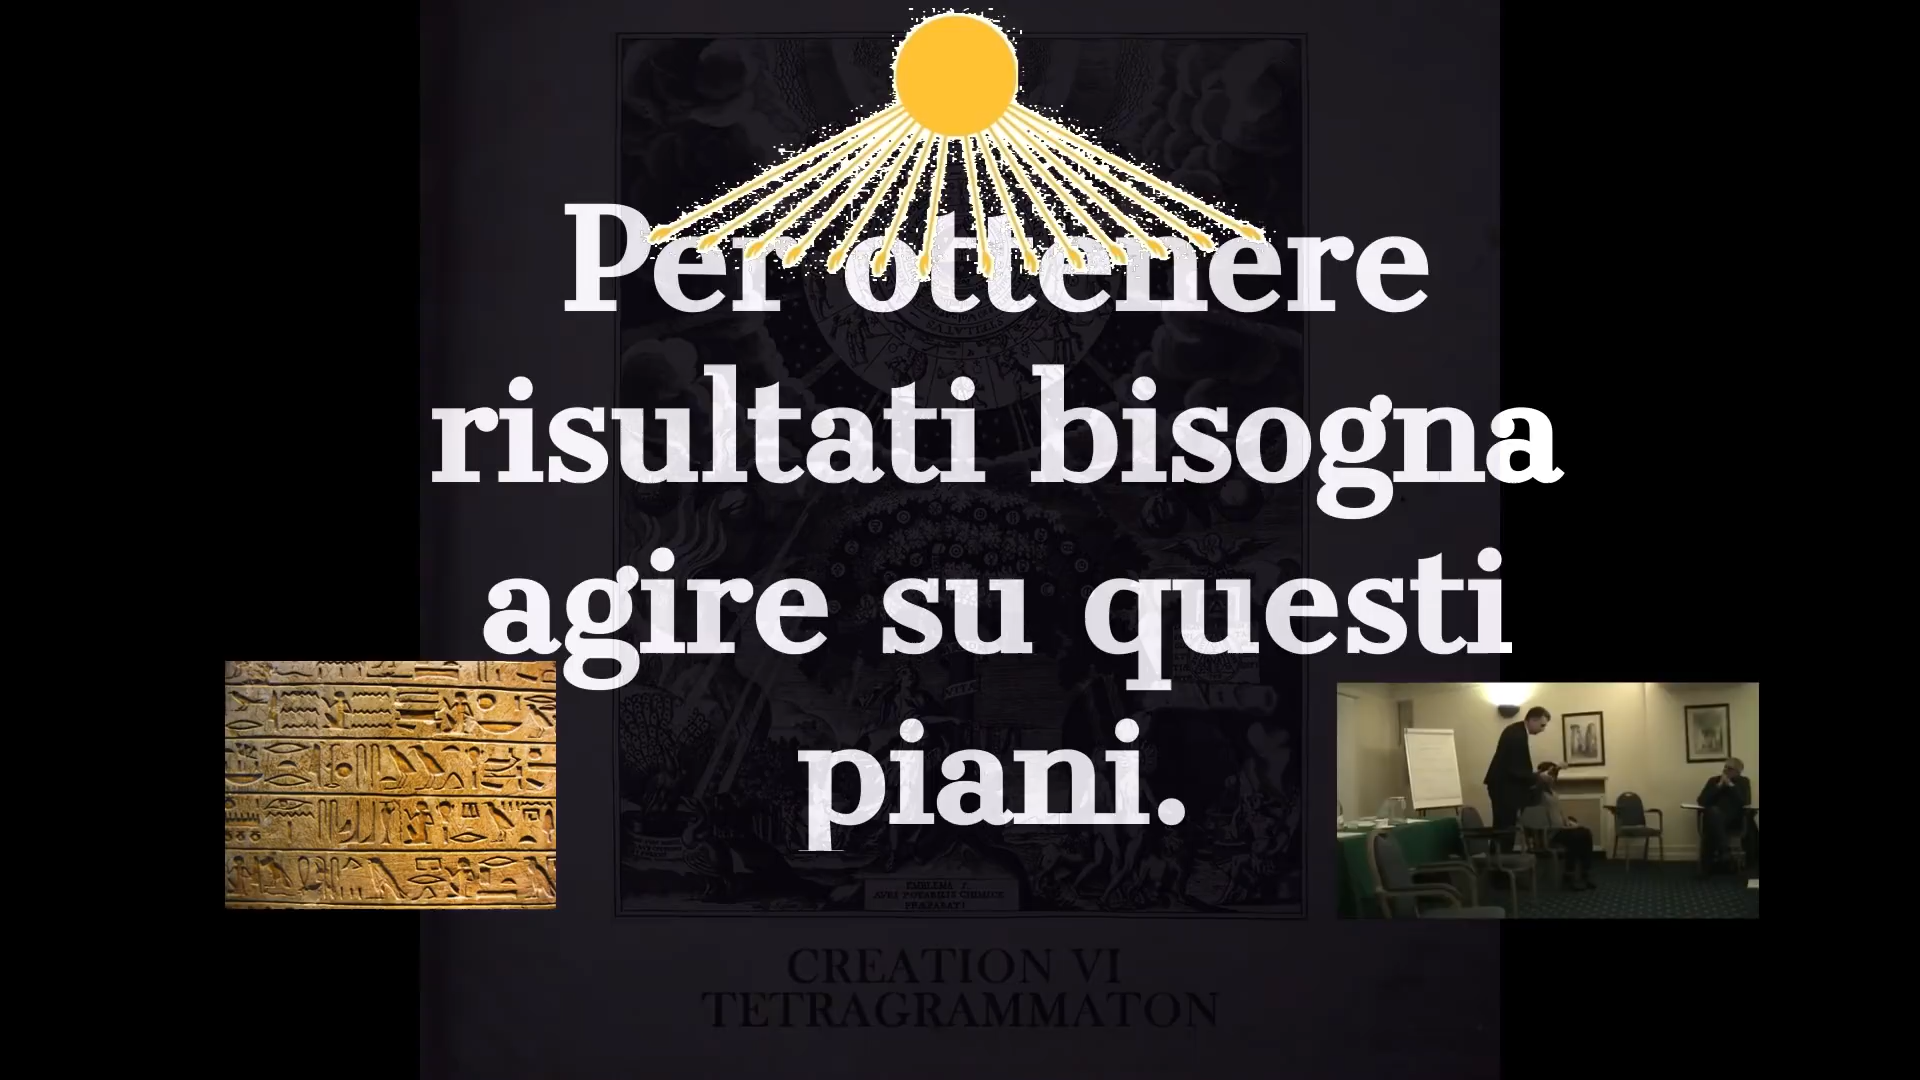 Per ottenere
risultati bisogna
agire su questi
piani.
CREATION VI
TETRAGRAMMATON